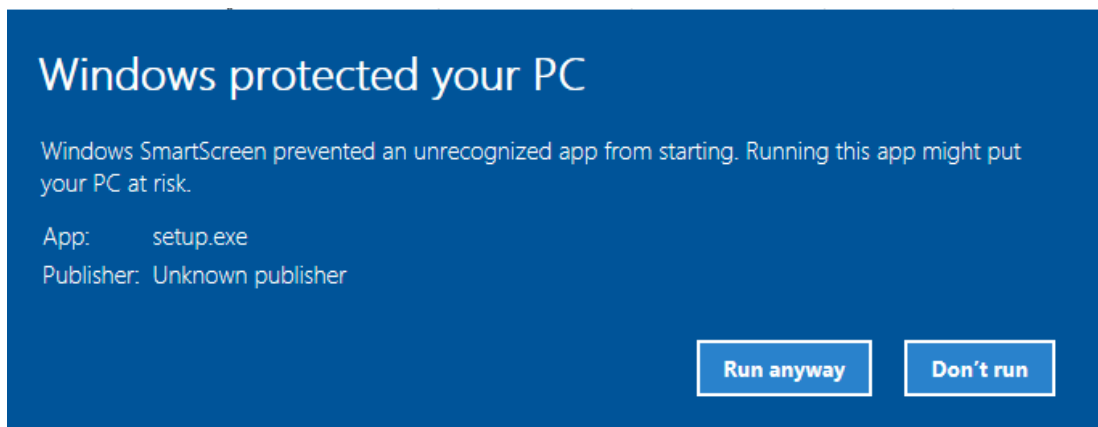 Windows protected your PC
Windows SmartScreen prevented an unrecognized app from starting. Running this app might put
your PC at risk.
App: setup.exe
Publisher: Unknown publisher
Run anyway Don't run